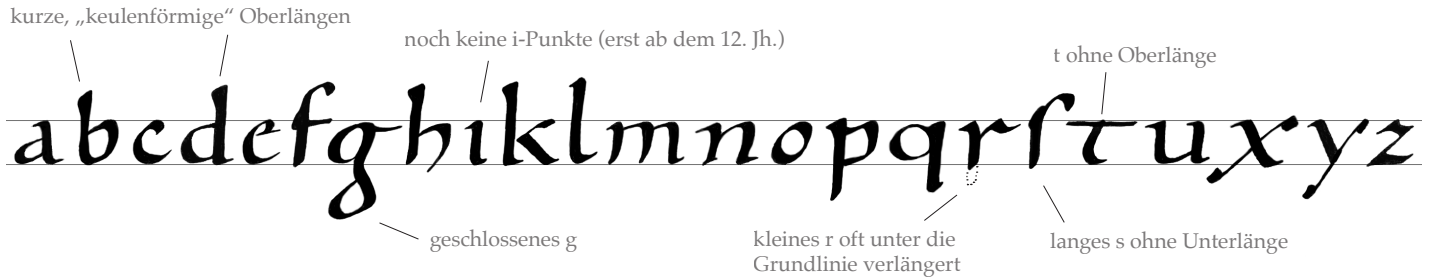 kurze, „keulenförmige“ Oberlängen
noch keine i-Punkte (erst ab dem 12. Jh.)
t ohne Oberlänge
abcdefghiklmnopqrſtuxyz
geschlossenes g
kleines r oft unter die
Grundlinie verlängert
langes s ohne Unterlänge